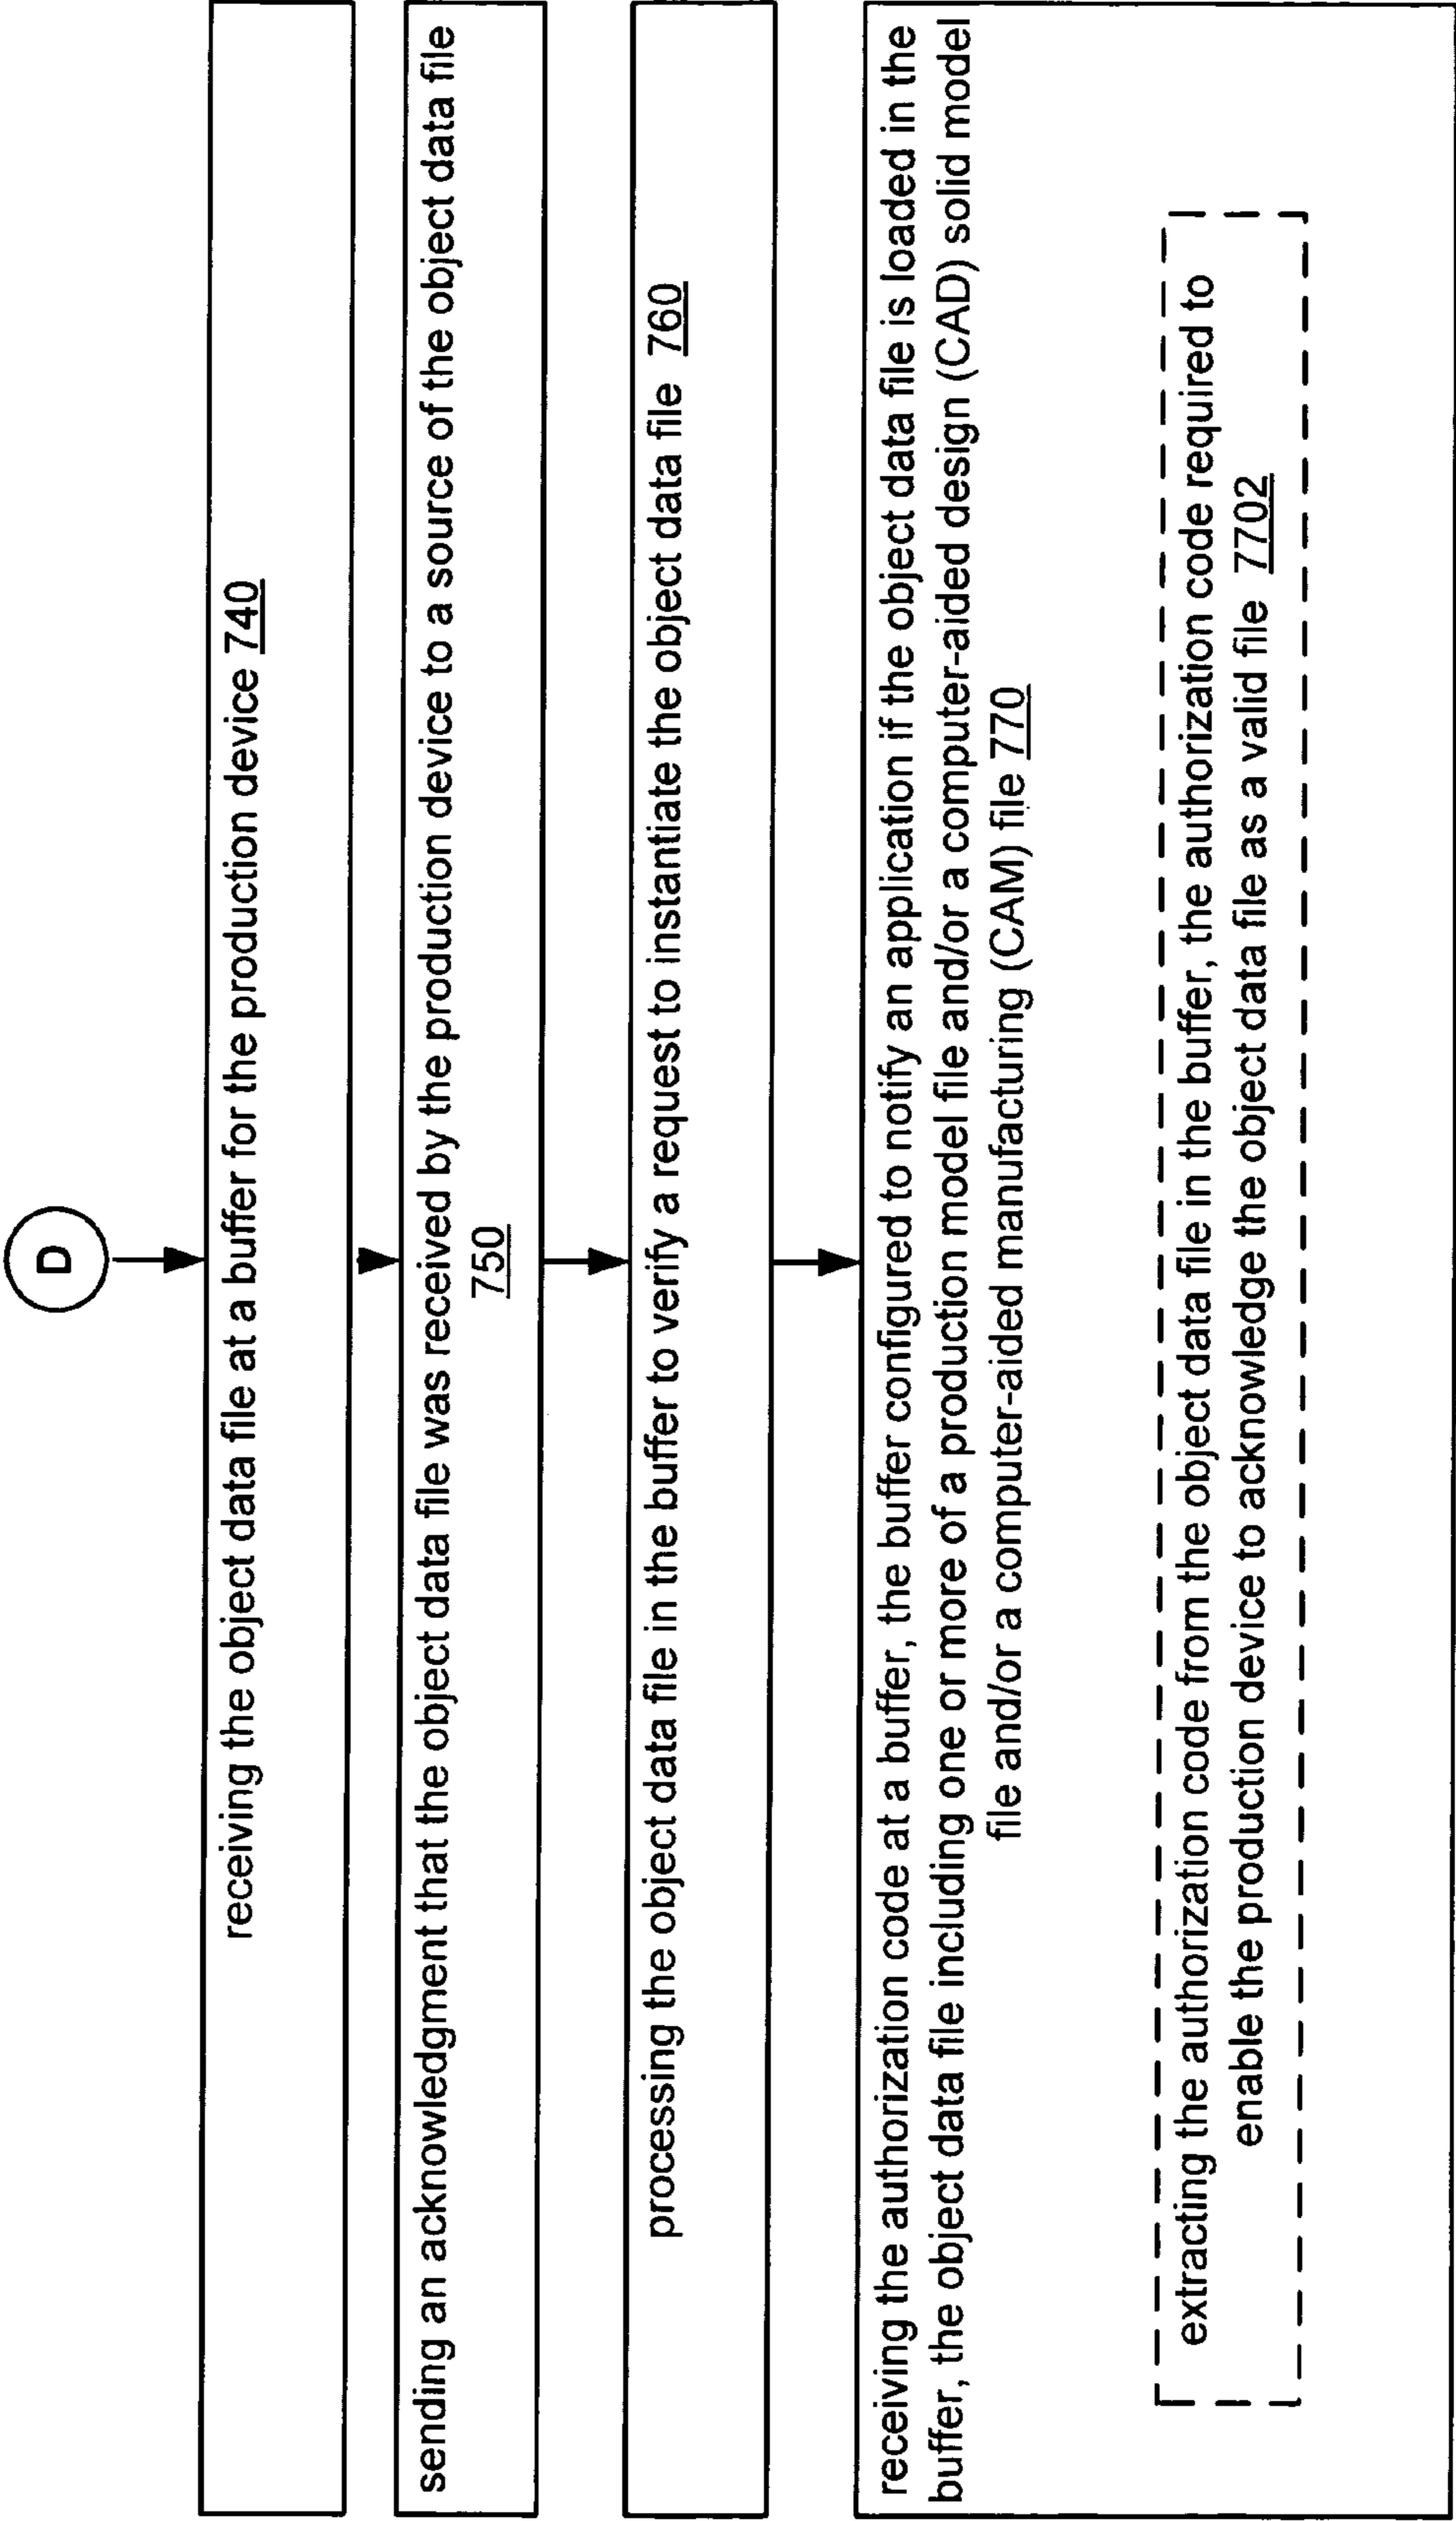 D
receiving the object data file at a buffer for the production device 740
sending an acknowledgment that the object data file was received by the production device to a source of the object data file
750
processing the object data file in the buffer to verify a request to instantiate the object data file 760
receiving the authorization code at a buffer, the buffer configured to notify an application if the object data file is loaded in the
buffer, the object data file including one or more of a production model file and/or a computer-aided design (CAD) solid model
file and/or a computer-aided manufacturing (CAM) file 770
extracting the authorization code from the object data file in the buffer, the authorization code required to
enable the production device to acknowledge the object data file as a valid file 7702